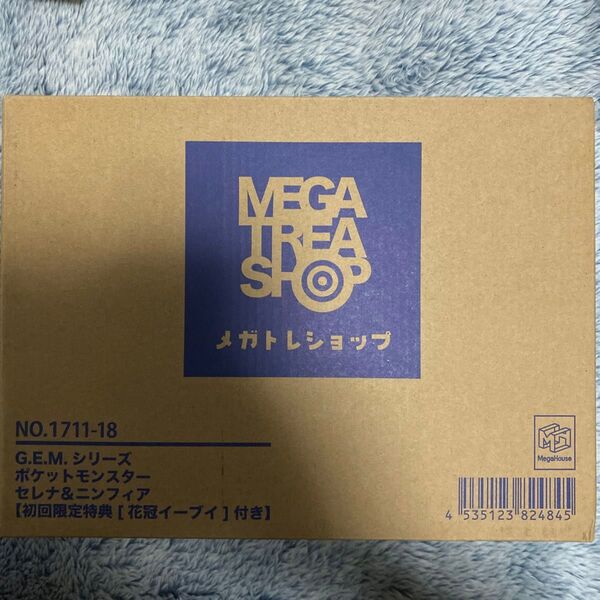 MEGA
TREA
SHOP
メガトレショップ
NO.1711-18
G.E.M.シリーズ
ポケットモンスター
セレナ&ニンフィア
【初回限定特典[花冠イーブイ]付き】
MegaHouse
4 535123 824845